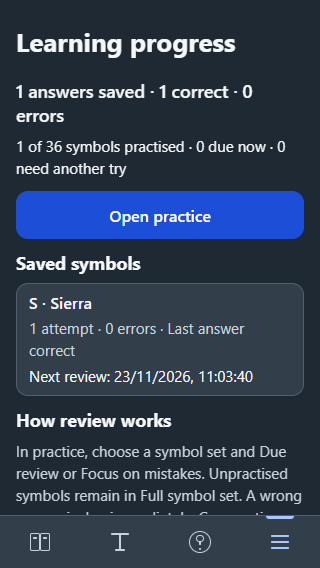 Learning progress
1 answers saved · 1 correct · 0
errors
1 of 36 symbols practised · 0 due now · 0
need another try
Open practice
Saved symbols
S · Sierra
1 attempt · 0 errors · Last answer
correct
Next review: 23/11/2026, 11:03:40
How review works
In practice, choose a symbol set and Due
review or Focus on mistakes. Unpractised
symbols remain in Full symbol set. A wrong